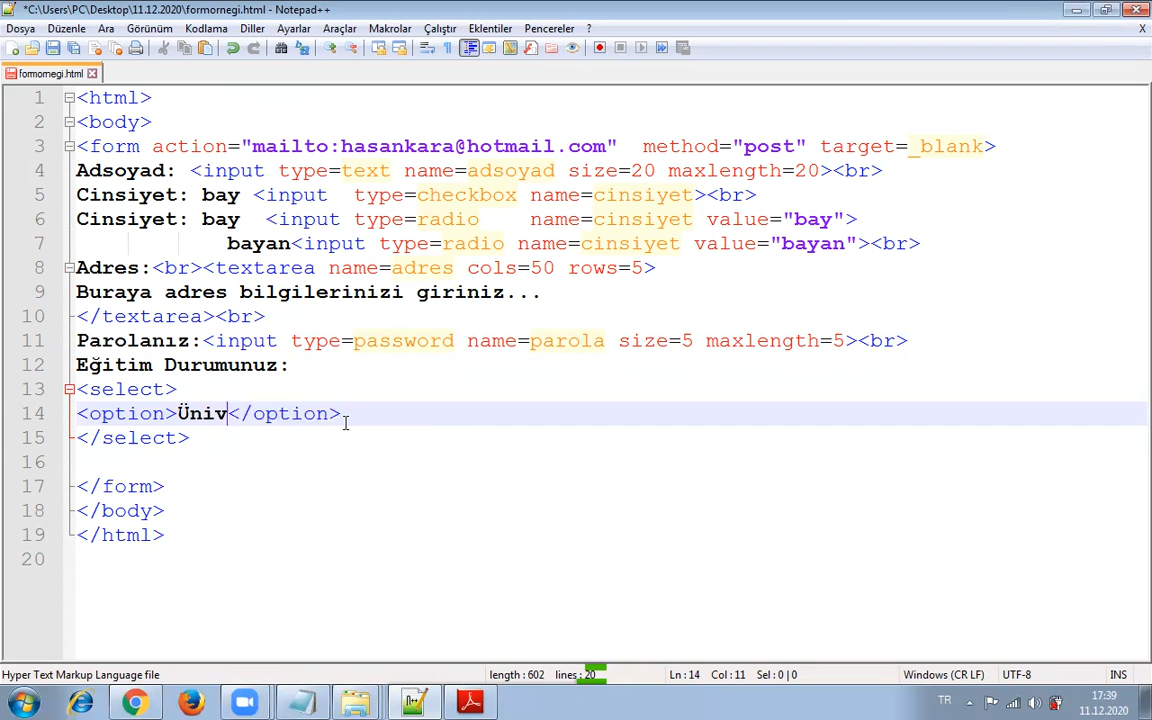 *C:\Users\PC\Desktop\11.12.2020\formornegi.html - Notepad++
Dosya Düzenle Ara Görünüm Kodlama Diller Ayarlar Araçlar Makrolar Çalıştır Eklentiler Pencereler ? X
formornegi.html
1 <html>
2 <body>
3 <form action="mailto:hasankara@hotmail.com" method="post" target=_blank>
4 Adsoyad: <input type=text name=adsoyad size=20 maxlength=20><br>
5 Cinsiyet: bay <input type=checkbox name=cinsiyet><br>
6 Cinsiyet: bay <input type=radio name=cinsiyet value="bay">
7 bayan<input type=radio name=cinsiyet value="bayan"><br>
8 Adres:<br><textarea name=adres cols=50 rows=5>
9 Buraya adres bilgilerinizi giriniz...
10 </textarea><br>
11 Parolanız:<input type=password name=parola size=5 maxlength=5><br>
12 Eğitim Durumunuz:
13 <select>
14 <option>Üniv</option>
15 </select>
16
17 </form>
18 </body>
19 </html>
20
Hyper Text Markup Language file length : 602 lines : 20 Ln : 14 Col : 11 Sel : 0 | 0 Windows (CR LF) UTF-8 INS
TR 17:39
11.12.2020